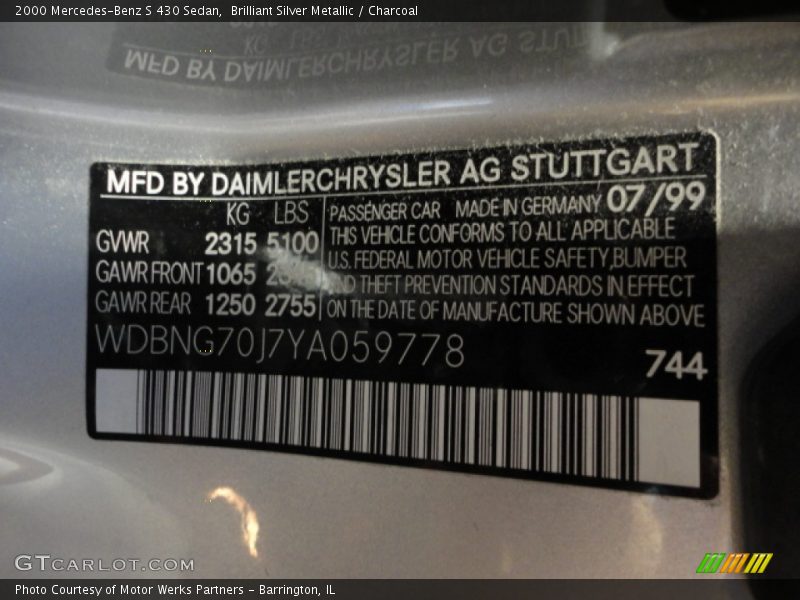 2000 Mercedes-Benz S 430 Sedan,  Brilliant Silver Metallic / Charcoal
KG LBS
MFD BY DAIMLERCHRYSLER AG STUTT
MFD BY DAIMLERCHRYSLER AG STUTTGART
KG LBS PASSENGER CAR MADE IN GERMANY 07/99
GVWR 2315 5100 THIS VEHICLE CONFORMS TO ALL APPLICABLE
GAWR FRONT 1065 U.S. FEDERAL MOTOR VEHICLE SAFETY,BUMPER
AND THEFT PREVENTION STANDARDS IN EFFECT
GAWR REAR 1250 2755 ON THE DATE OF MANUFACTURE SHOWN ABOVE
WDBNG70J7YA059778
744
GTCARLOT.COM
Photo Courtesy of Motor Werks Partners - Barrington, IL